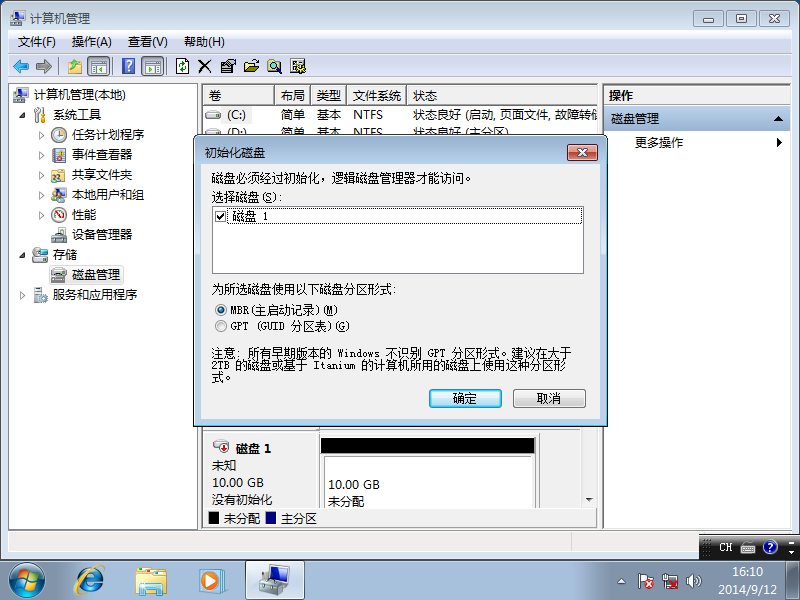 计算机管理
文件(F) 操作(A) 查看(V) 帮助(H)
计算机管理(本地)
系统工具
任务计划程序
事件查看器
共享文件夹
本地用户和组
性能
设备管理器
存储
磁盘管理
服务和应用程序
卷 布局 类型 文件系统 状态
(C:) 简单 基本 NTFS 状态良好 (启动, 页面文件, 故障转储
(D:) 简单 基本 NTFS 状态良好 (主分区)
操作
磁盘管理
更多操作
初始化磁盘
磁盘必须经过初始化，逻辑磁盘管理器才能访问。
选择磁盘(S):
磁盘 1
为所选磁盘使用以下磁盘分区形式:
MBR(主启动记录)(M)
GPT (GUID 分区表)(G)
注意: 所有早期版本的 Windows 不识别 GPT 分区形式。建议在大于
2TB 的磁盘或基于 Itanium 的计算机所用的磁盘上使用这种分区形
式。
确定 取消
磁盘 1
未知
10.00 GB
没有初始化
10.00 GB
未分配
未分配 主分区
CH
16:10
2014/9/12